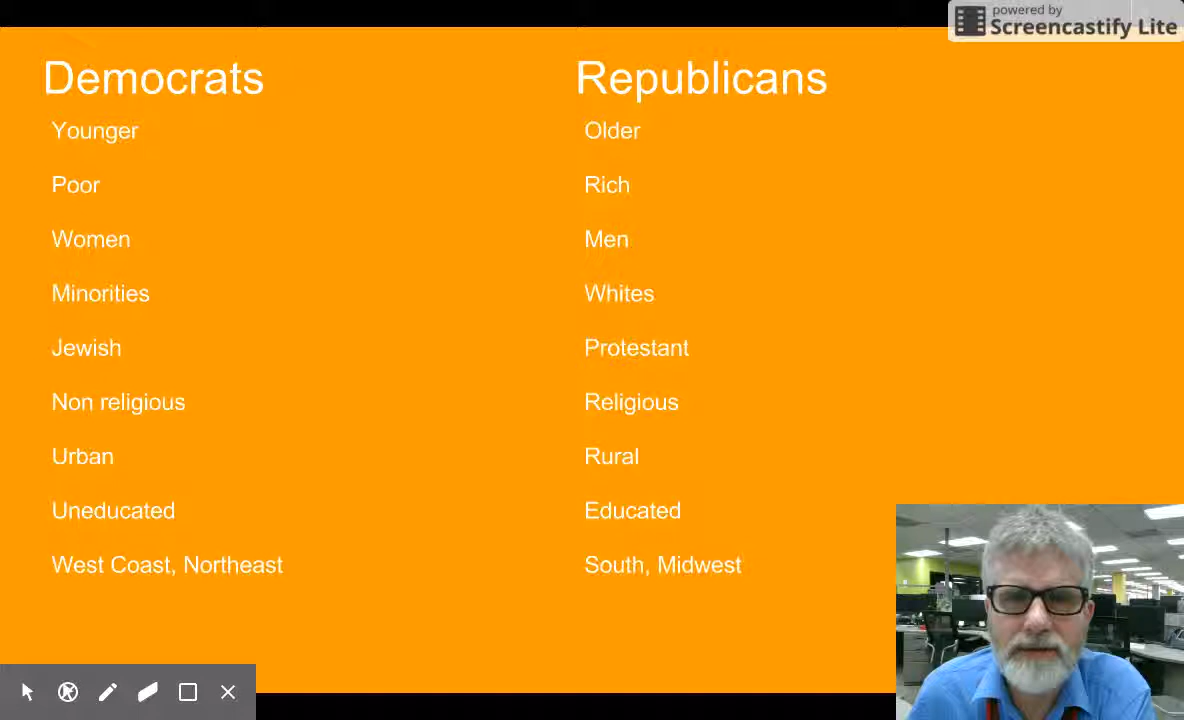 powered by
Screencastify Lite
Democrats
Younger
Poor
Women
Minorities
Jewish
Non religious
Urban
Uneducated
West Coast, Northeast
Republicans
Older
Rich
Men
Whites
Protestant
Religious
Rural
Educated
South, Midwest